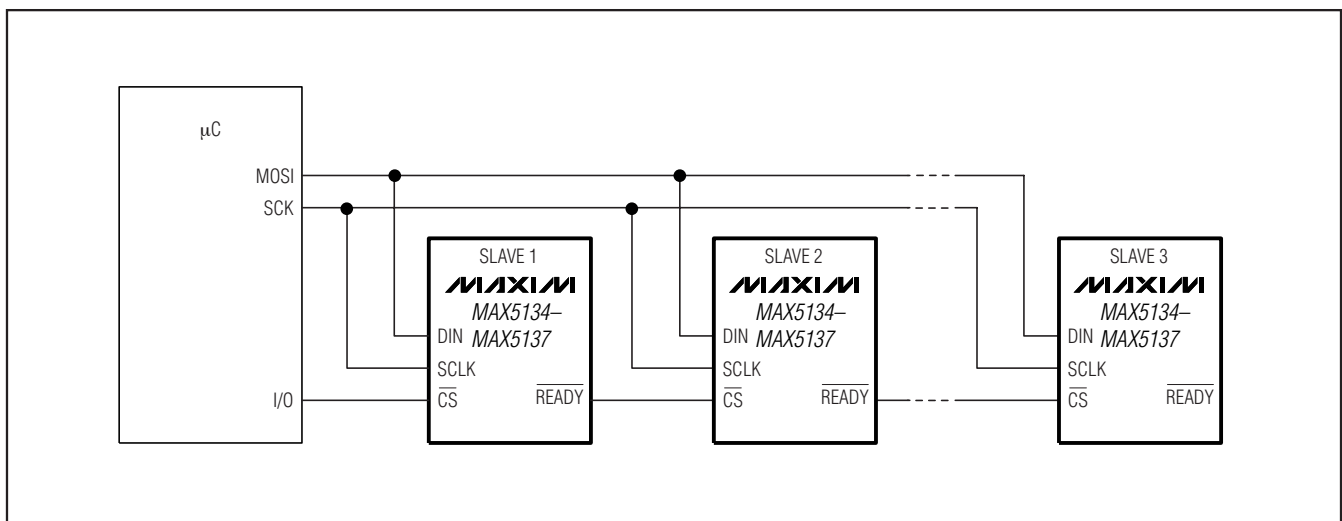 μC
MOSI
SCK
I/O
SLAVE 1
MAXIM
MAX5134–
MAX5137
DIN
SCLK
CS
READY
SLAVE 2
MAXIM
MAX5134–
MAX5137
DIN
SCLK
CS
READY
SLAVE 3
MAXIM
MAX5134–
MAX5137
DIN
SCLK
CS
READY